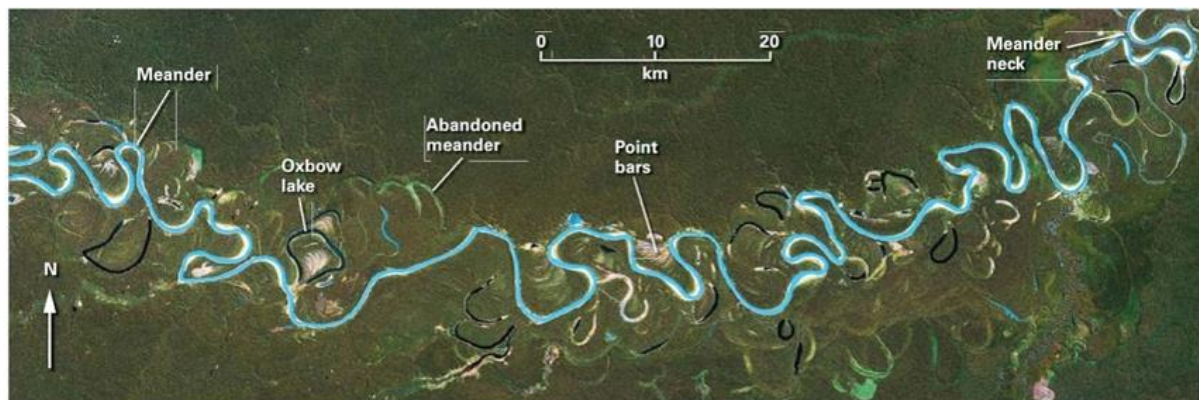 0 10 20
km
Meander
neck
Meander
Abandoned
meander
Oxbow
lake
Point
bars
N